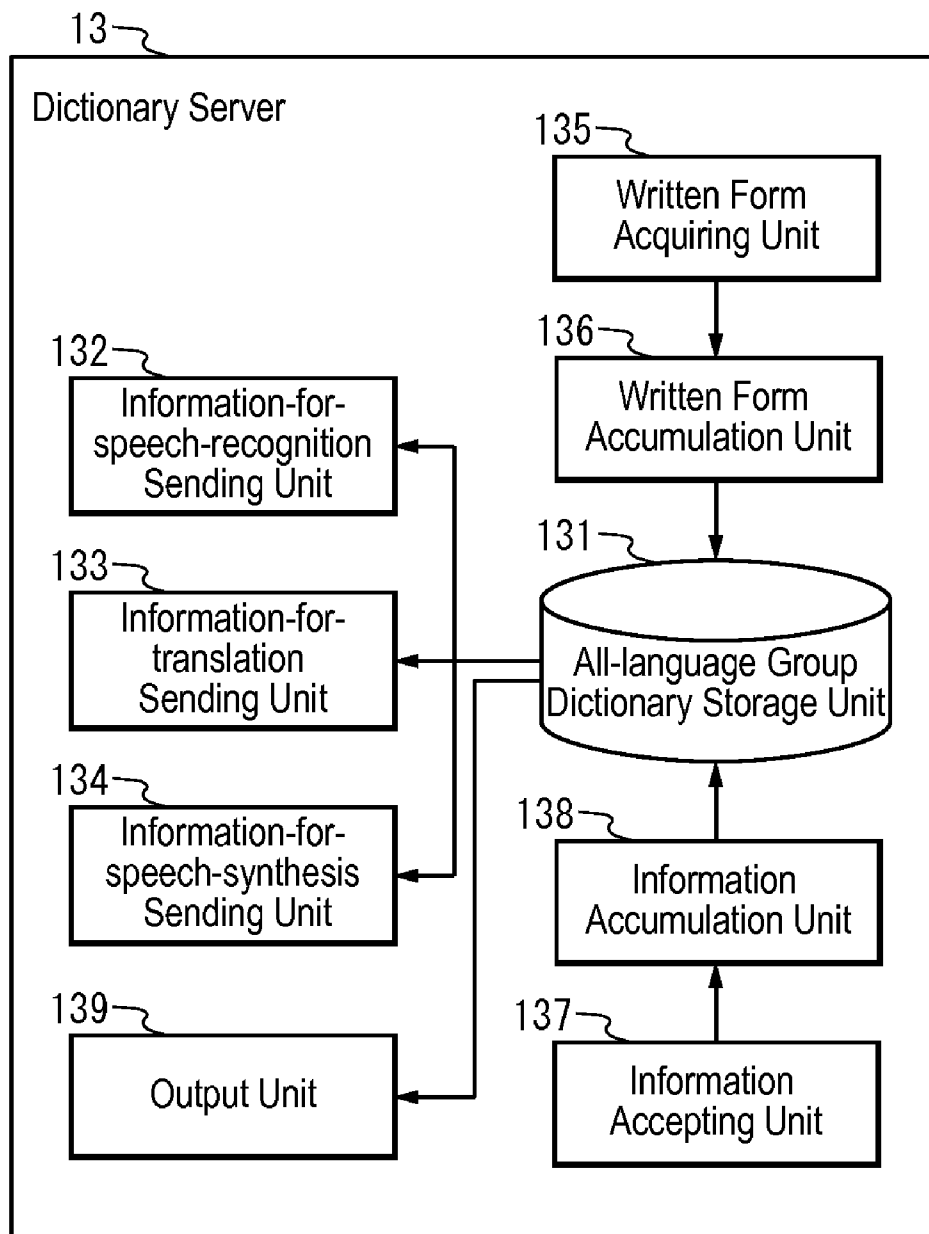 13
Dictionary Server
135
Written Form
Acquiring Unit
136
Written Form
Accumulation Unit
132
Information-for-
speech-recognition
Sending Unit
131
All-language Group
Dictionary Storage Unit
133
Information-for-
translation
Sending Unit
134
Information-for-
speech-synthesis
Sending Unit
138
Information
Accumulation Unit
139
Output Unit
137
Information
Accepting Unit